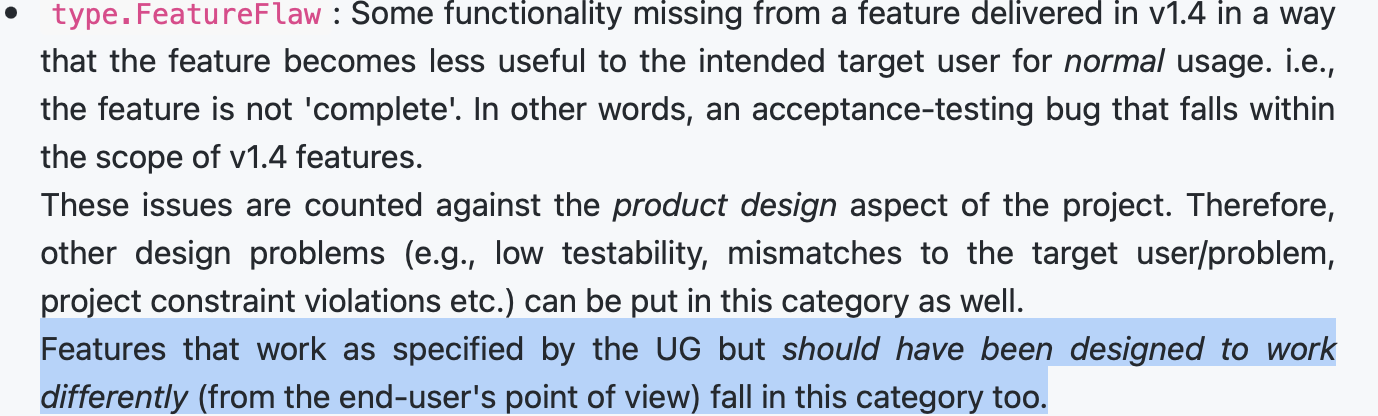 • type.FeatureFlaw : Some functionality missing from a feature delivered in v1.4 in a way
that the feature becomes less useful to the intended target user for normal usage. i.e.,
the feature is not 'complete'. In other words, an acceptance-testing bug that falls within
the scope of v1.4 features.
These issues are counted against the product design aspect of the project. Therefore,
other design problems (e.g., low testability, mismatches to the target user/problem,
project constraint violations etc.) can be put in this category as well.
Features that work as specified by the UG but should have been designed to work
differently (from the end-user's point of view) fall in this category too.